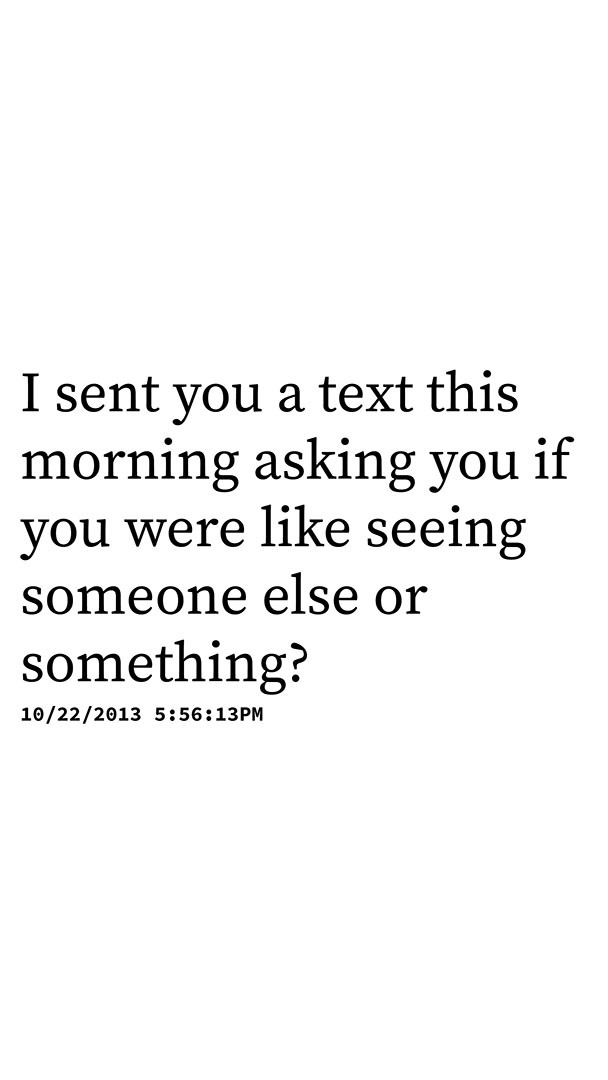 I sent you a text this
morning asking you if
you were like seeing
someone else or
something?
10/22/2013 5:56:13PM